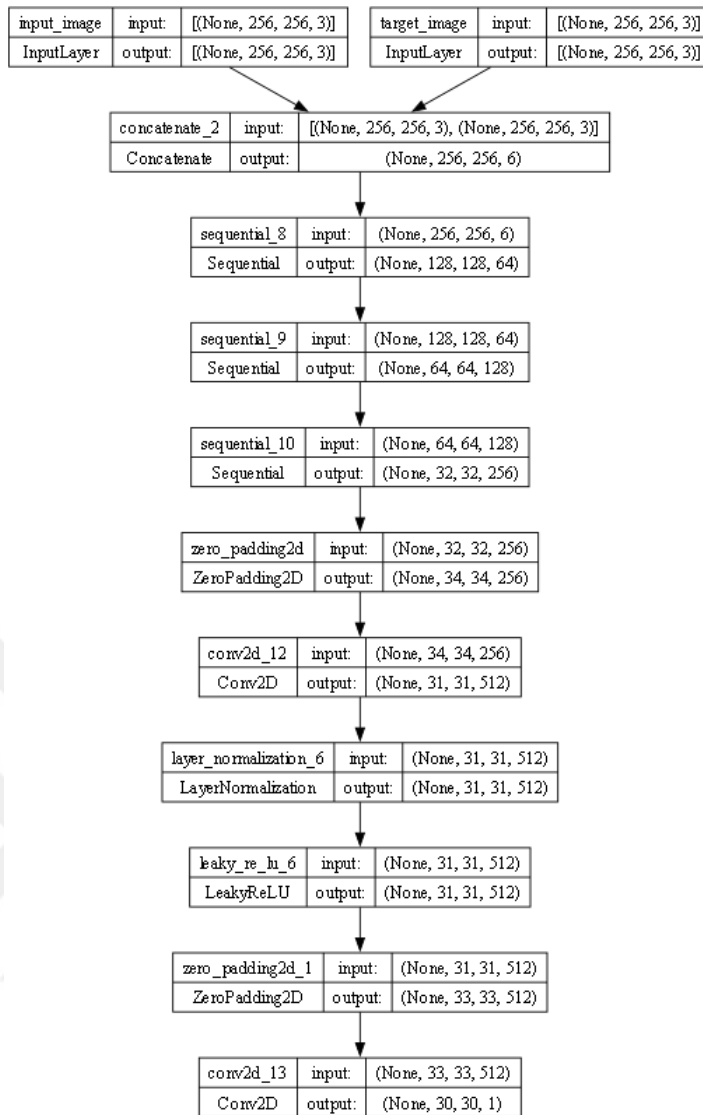 input_image input: [(None, 256, 256, 3)]
InputLayer output: [(None, 256, 256, 3)]
target_image input: [(None, 256, 256, 3)]
InputLayer output: [(None, 256, 256, 3)]
concatenate_2 input: [(None, 256, 256, 3), (None, 256, 256, 3)]
Concatenate output: (None, 256, 256, 6)
sequential_8 input: (None, 256, 256, 6)
Sequential output: (None, 128, 128, 64)
sequential_9 input: (None, 128, 128, 64)
Sequential output: (None, 64, 64, 128)
sequential_10 input: (None, 64, 64, 128)
Sequential output: (None, 32, 32, 256)
zero_padding2d input: (None, 32, 32, 256)
ZeroPadding2D output: (None, 34, 34, 256)
conv2d_12 input: (None, 34, 34, 256)
Conv2D output: (None, 31, 31, 512)
layer_normalization_6 input: (None, 31, 31, 512)
LayerNormalization output: (None, 31, 31, 512)
leaky_re_lu_6 input: (None, 31, 31, 512)
LeakyReLU output: (None, 31, 31, 512)
zero_padding2d_1 input: (None, 31, 31, 512)
ZeroPadding2D output: (None, 33, 33, 512)
conv2d_13 input: (None, 33, 33, 512)
Conv2D output: (None, 30, 30, 1)